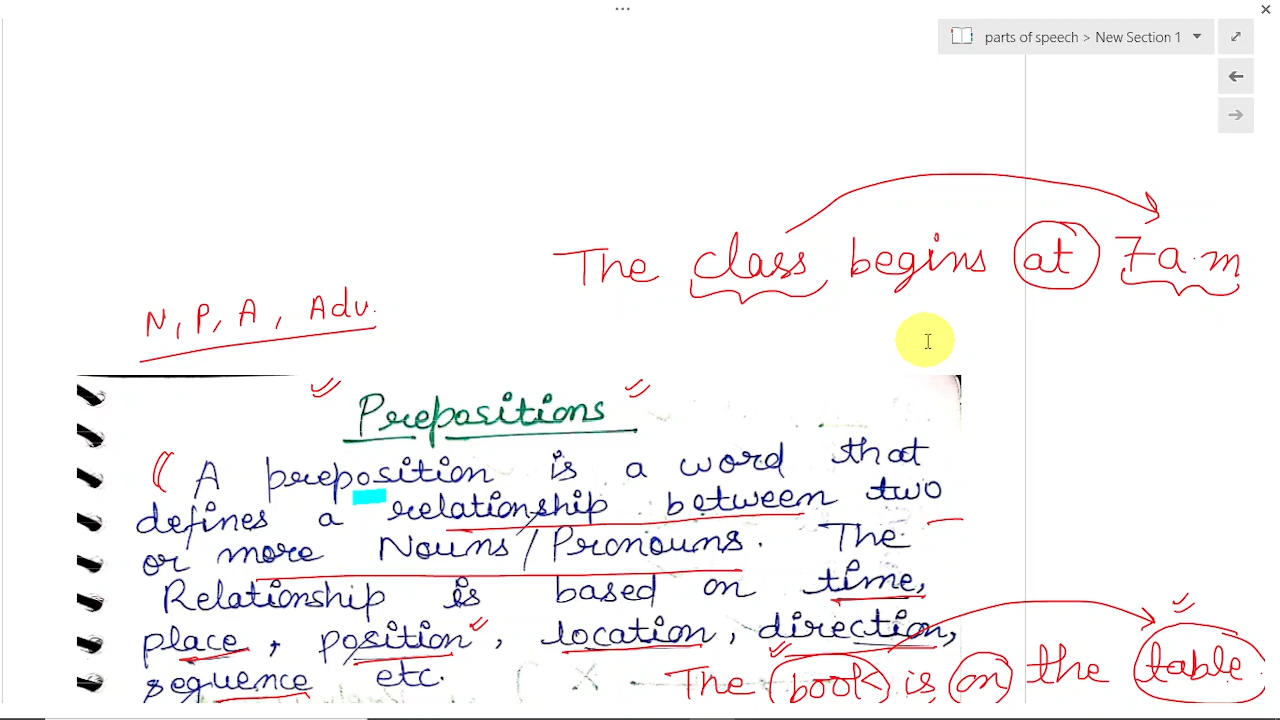 ...
parts of speech > New Section 1
The class begins at 7a.m
N, P, A, Adv.
Prepositions
A preposition is a word that
defines a relationship between two
or more Nouns/Pronouns. The
Relationship is based on time,
place, position, location, direction,
sequence etc.
The book is on the table